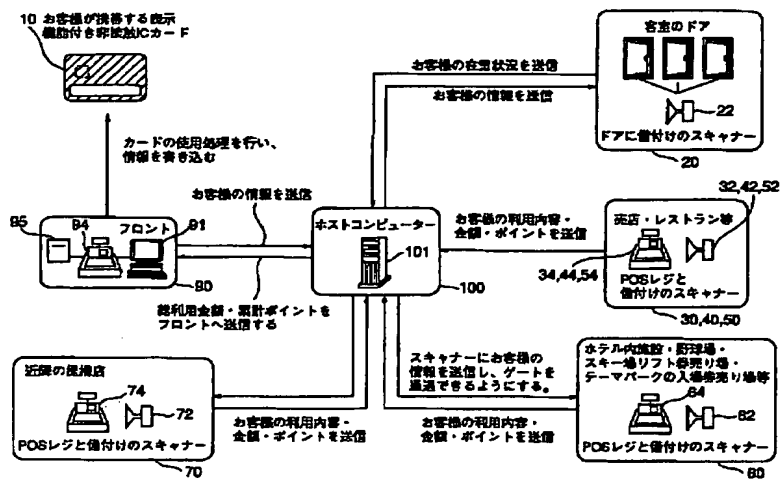 10 お客様が携帯する表示
機能付き非接触ICカード
カードの使用処理を行い、
情報を書き込む
お客様の情報を送信
95
94
フロント
91
90
総利用金額・累計ポイントを
フロントへ送信する
お客様の在室状況を送信
お客様の情報を送信
客室のドア
22
ドアに備付けのスキャナー
20
ホストコンピューター
101
100
お客様の利用内容・
金額・ポイントを送信
32,42,52
売店・レストラン等
34,44,54
POSレジと
備付けのスキャナー
30,40,50
近隣の提携店
74
72
POSレジと備付けのスキャナー
70
お客様の利用内容・
金額・ポイントを送信
スキャナーにお客様の
情報を送信し、ゲートを
通過できるようにする。
お客様の利用内容・
金額・ポイントを送信
ホテル内施設・野球場・
スキー場リフト券売り場・
テーマパークの入場券売り場等
64
62
POSレジと備付けのスキャナー
60